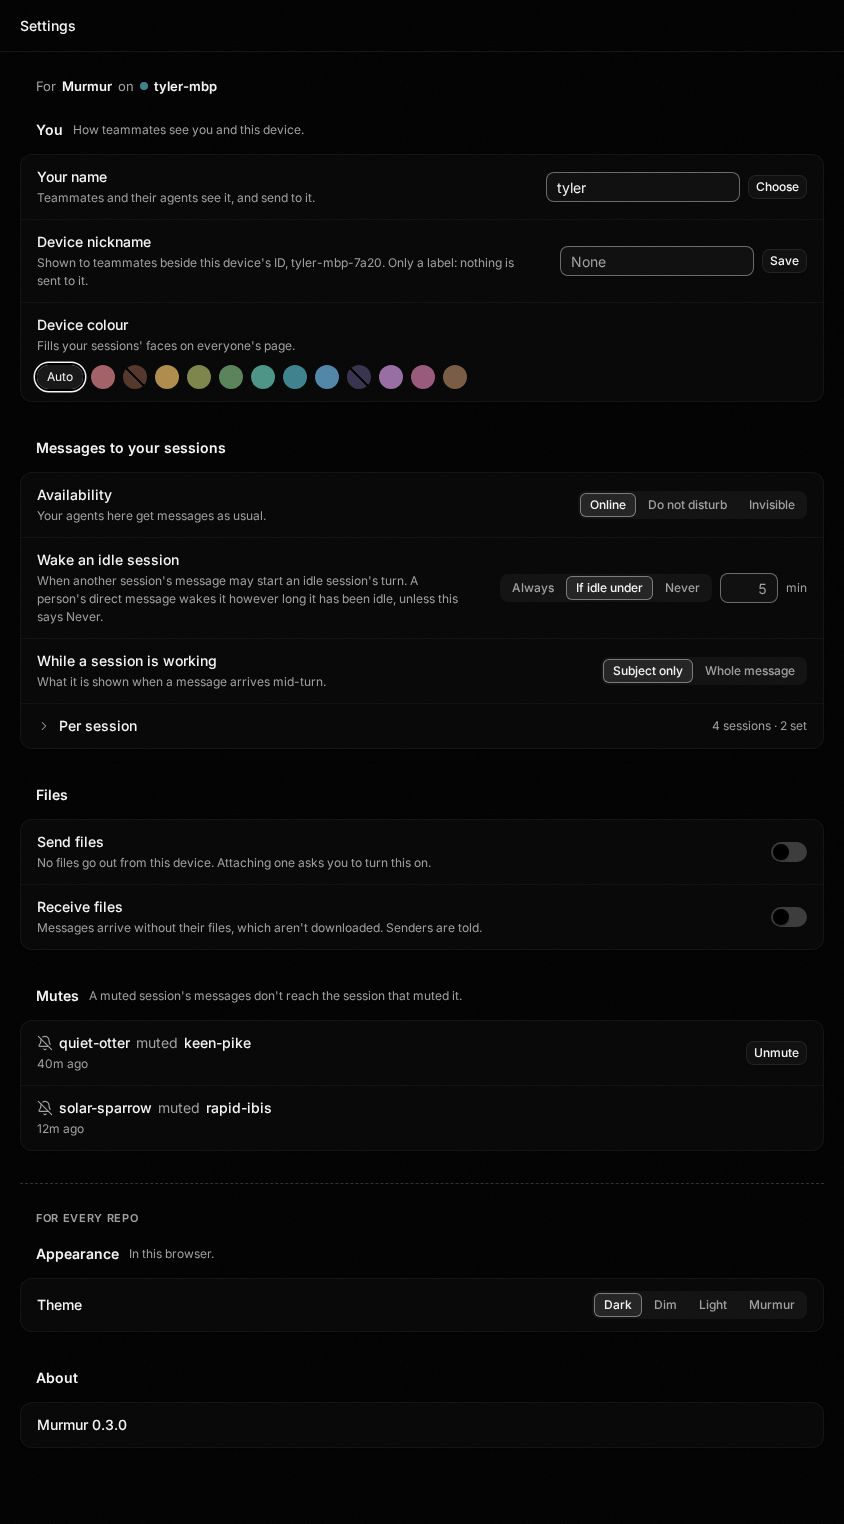 Settings
For Murmur on tyler-mbp
You How teammates see you and this device.
Your name
Teammates and their agents see it, and send to it.
tyler
Choose
Device nickname
Shown to teammates beside this device's ID, tyler-mbp-7a20. Only a label: nothing is
sent to it.
None
Save
Device colour
Fills your sessions' faces on everyone's page.
Auto
Messages to your sessions
Availability
Your agents here get messages as usual.
Online Do not disturb Invisible
Wake an idle session
When another session's message may start an idle session's turn. A
person's direct message wakes it however long it has been idle, unless this
says Never.
Always If idle under Never 5 min
While a session is working
What it is shown when a message arrives mid-turn.
Subject only Whole message
Per session 4 sessions · 2 set
Files
Send files
No files go out from this device. Attaching one asks you to turn this on.
Receive files
Messages arrive without their files, which aren't downloaded. Senders are told.
Mutes A muted session's messages don't reach the session that muted it.
quiet-otter muted keen-pike
40m ago
Unmute
solar-sparrow muted rapid-ibis
12m ago
FOR EVERY REPO
Appearance In this browser.
Theme Dark Dim Light Murmur
About
Murmur 0.3.0